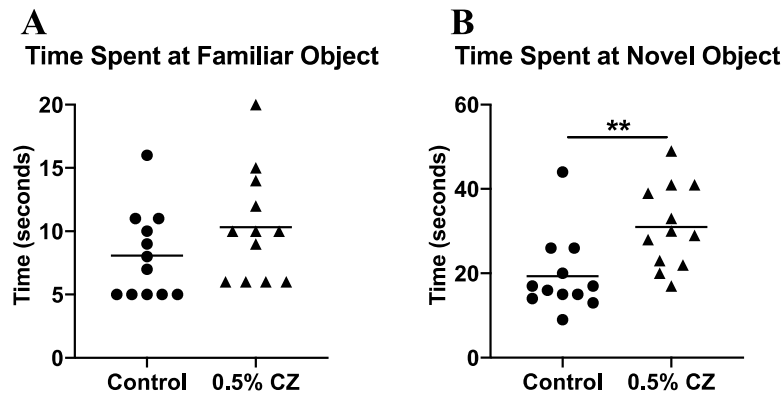 A
B
Time Spent at Familiar Object
Time Spent at Novel Object
Time (seconds)
20
15
10
5
0
Control
0.5% CZ
Time (seconds)
60
40
20
0
**
Control
0.5% CZ